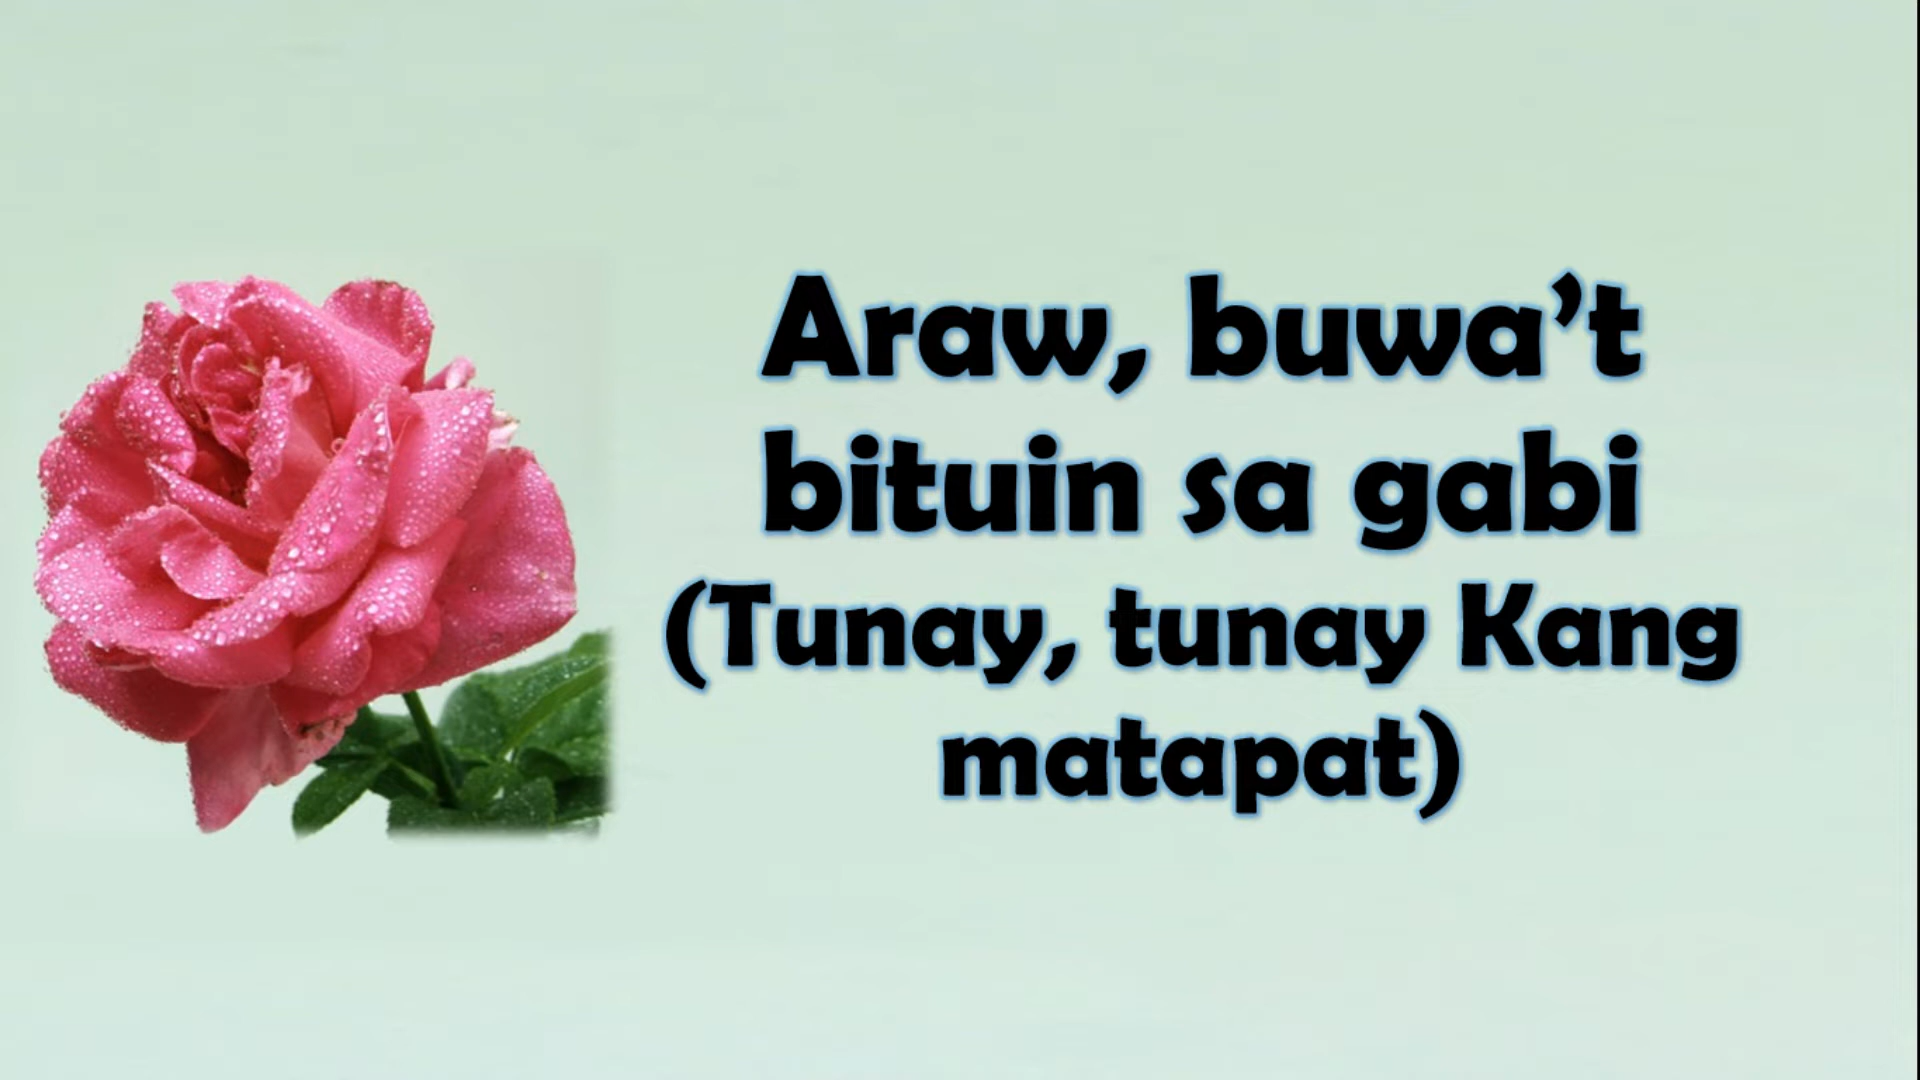 Araw, buwa’t
bituin sa gabi
(Tunay, tunay Kang
matapat)